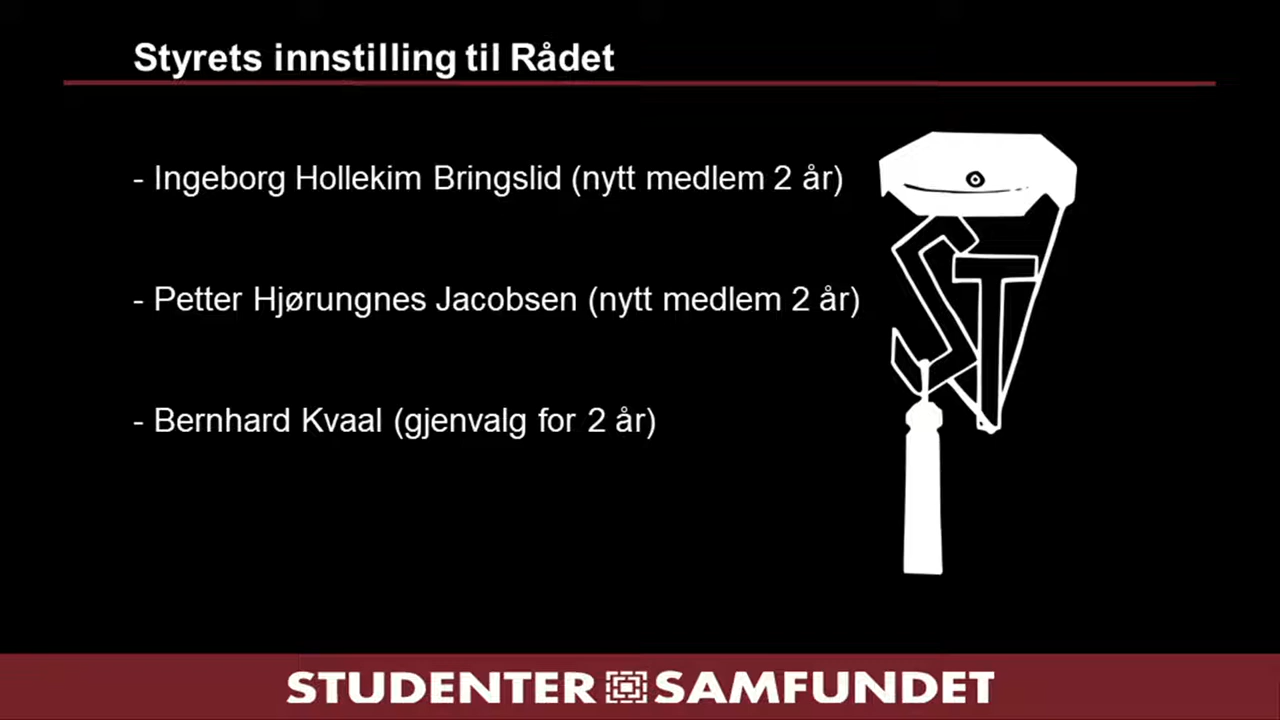 Styrets innstilling til Rådet
- Ingeborg Hollekim Bringslid (nytt medlem 2 år)
- Petter Hjørungnes Jacobsen (nytt medlem 2 år)
- Bernhard Kvaal (gjenvalg for 2 år)
ST
STUDENTER SAMFUNDET